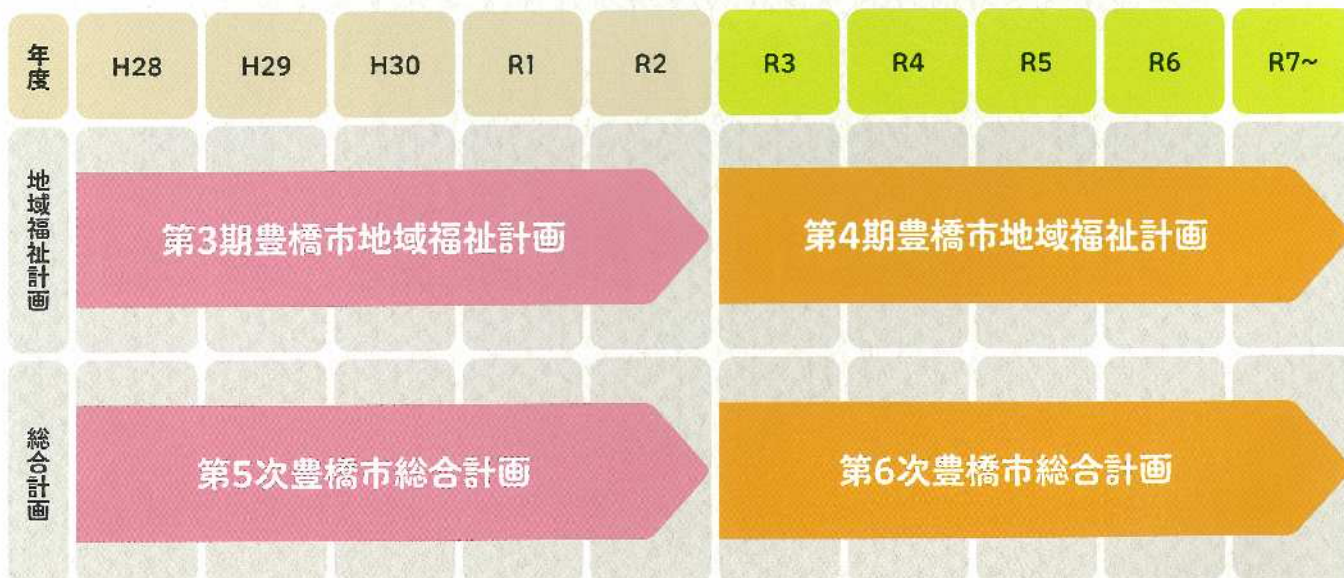 年度 H28 H29 H30 R1 R2 R3 R4 R5 R6 R7~
地域福祉計画
第3期豊橋市地域福祉計画 第4期豊橋市地域福祉計画
総合計画
第5次豊橋市総合計画 第6次豊橋市総合計画